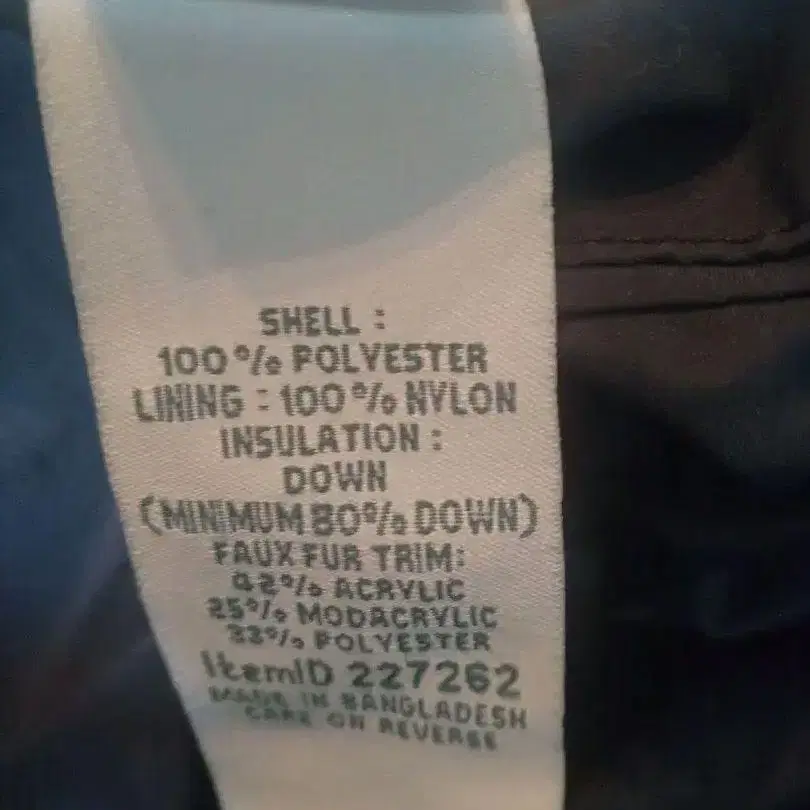 SHELL :
100% POLYESTER
LINING : 100% NYLON
INSULATION :
DOWN
(MINIMUM 80% DOWN)
FAUX FUR TRIM:
42% ACRYLIC
25% MODACRYLIC
33% POLYESTER
ItemID 227262
MADE IN BANGLADESH
CARE ON REVERSE